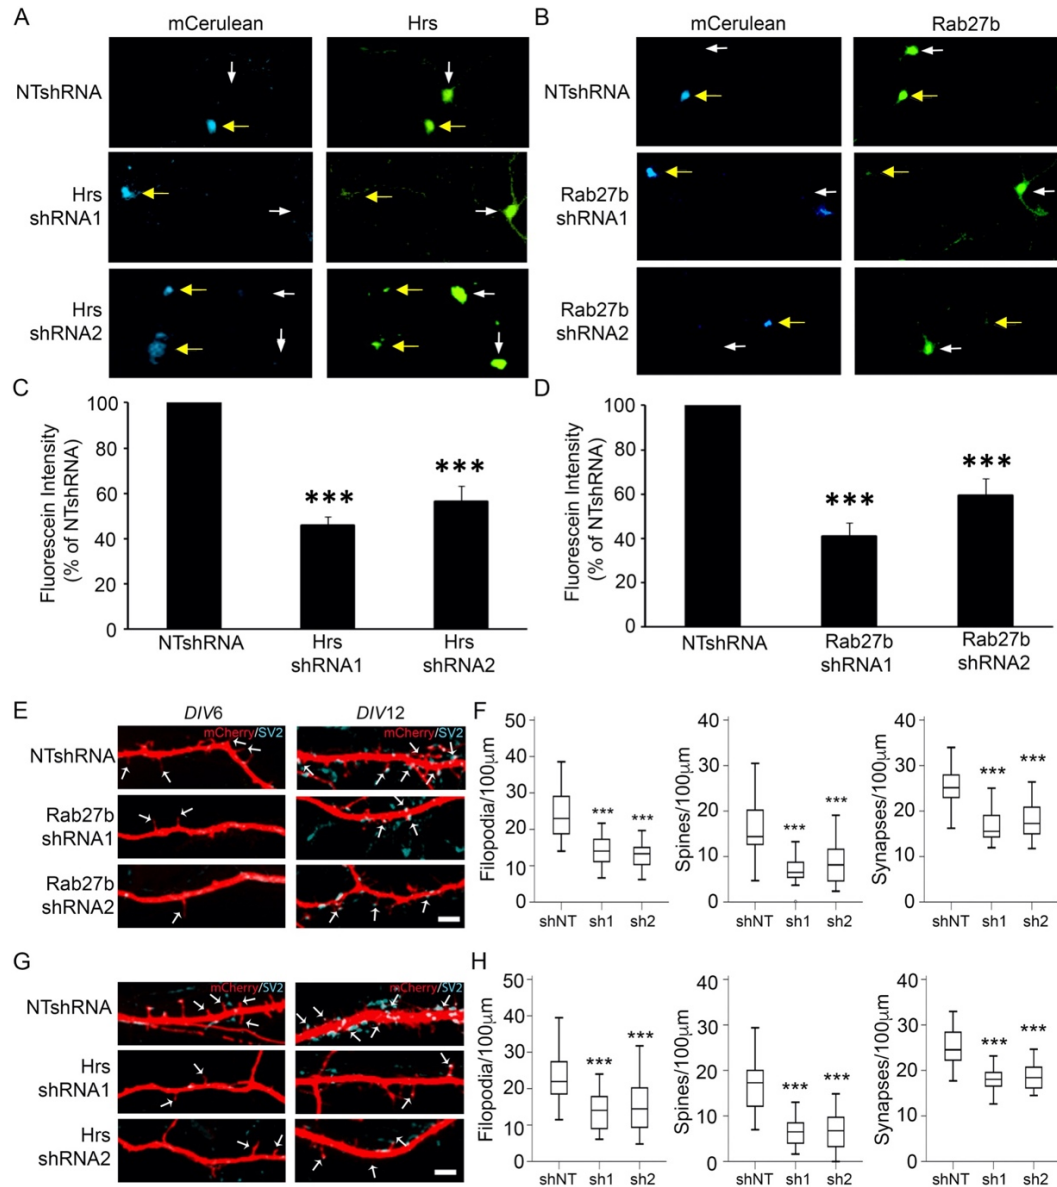 A
mCerulean
Hrs
NTshRNA
Hrs
shRNA1
Hrs
shRNA2
B
mCerulean
Rab27b
NTshRNA
Rab27b
shRNA1
Rab27b
shRNA2
C
Fluorescein Intensity
(% of NTshRNA)
100
80
60
40
20
0
***
***
NTshRNA
Hrs
shRNA1
Hrs
shRNA2
D
Fluorescein Intensity
(% of NTshRNA)
100
80
60
40
20
0
***
***
NTshRNA
Rab27b
shRNA1
Rab27b
shRNA2
E
DIV6
DIV12
mCherry/SV2
mCherry/SV2
NTshRNA
Rab27b
shRNA1
Rab27b
shRNA2
F
Filopodia/100μm
50
40
30
20
10
0
***
***
shNT sh1 sh2
Spines/100μm
40
30
20
10
0
***
***
shNT sh1 sh2
Synapses/100μm
40
30
20
10
0
***
***
shNT sh1 sh2
G
mCherry/SV2
mCherry/SV2
NTshRNA
Hrs
shRNA1
Hrs
shRNA2
H
Filopodia/100μm
50
40
30
20
10
0
***
***
shNT sh1 sh2
Spines/100μm
40
30
20
10
0
***
***
shNT sh1 sh2
Synapses/100μm
40
30
20
10
0
***
***
shNT sh1 sh2